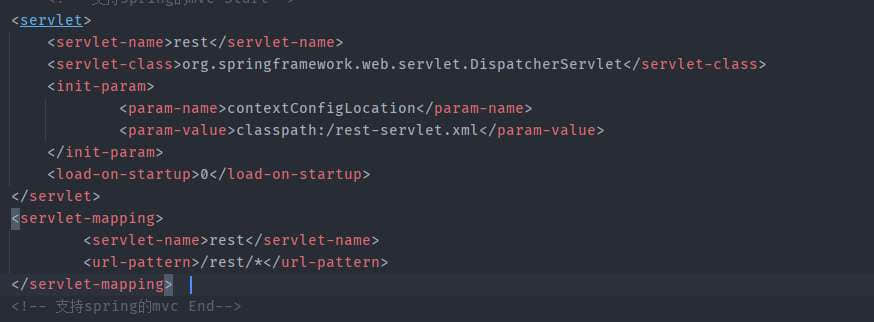 支持spring的mvc Start-->
<servlet>
<servlet-name>rest</servlet-name>
<servlet-class>org.springframework.web.servlet.DispatcherServlet</servlet-class>
<init-param>
<param-name>contextConfigLocation</param-name>
<param-value>classpath:/rest-servlet.xml</param-value>
</init-param>
<load-on-startup>0</load-on-startup>
</servlet>
<servlet-mapping>
<servlet-name>rest</servlet-name>
<url-pattern>/rest/*</url-pattern>
</servlet-mapping>
<!-- 支持spring的mvc End-->